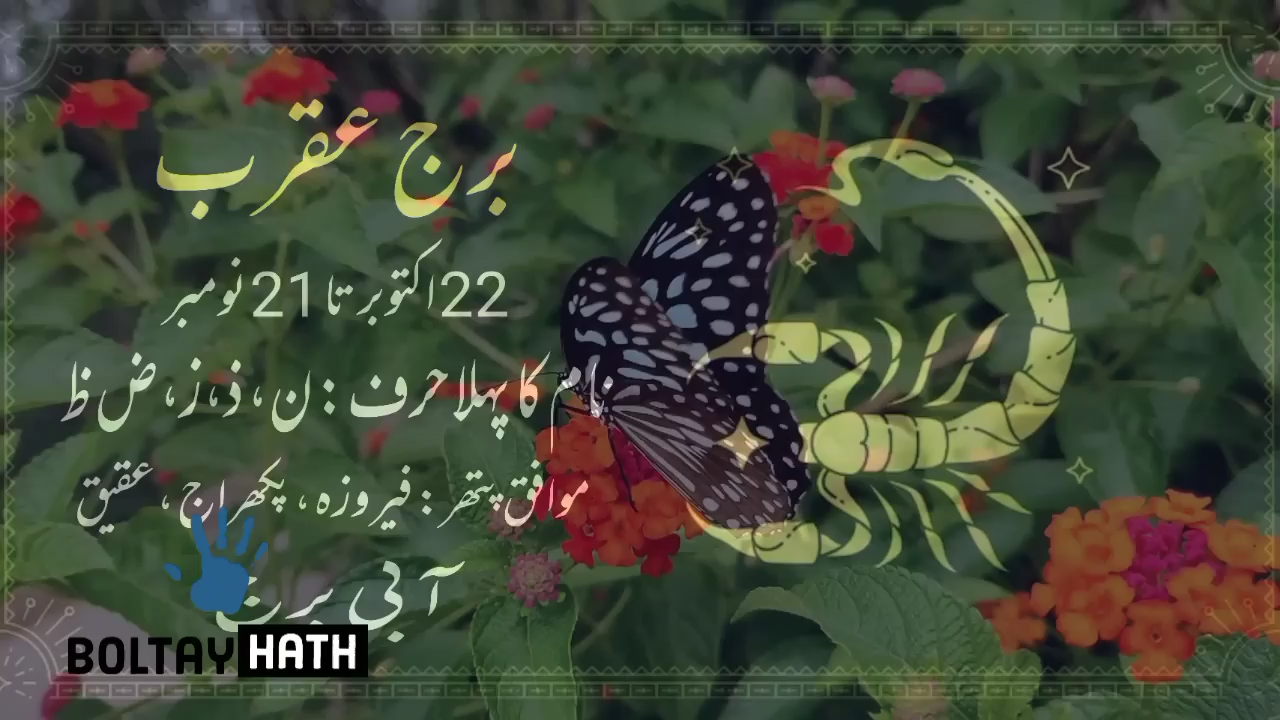 برج عقرب
22 اکتوبر تا 21 نومبر
نام کا پہلا حرف : ن، ذ، ز، ض ظ
موافق پتھر : فیروزہ، پکھراج، عقیق
آبی برج
BOLTAY HATH